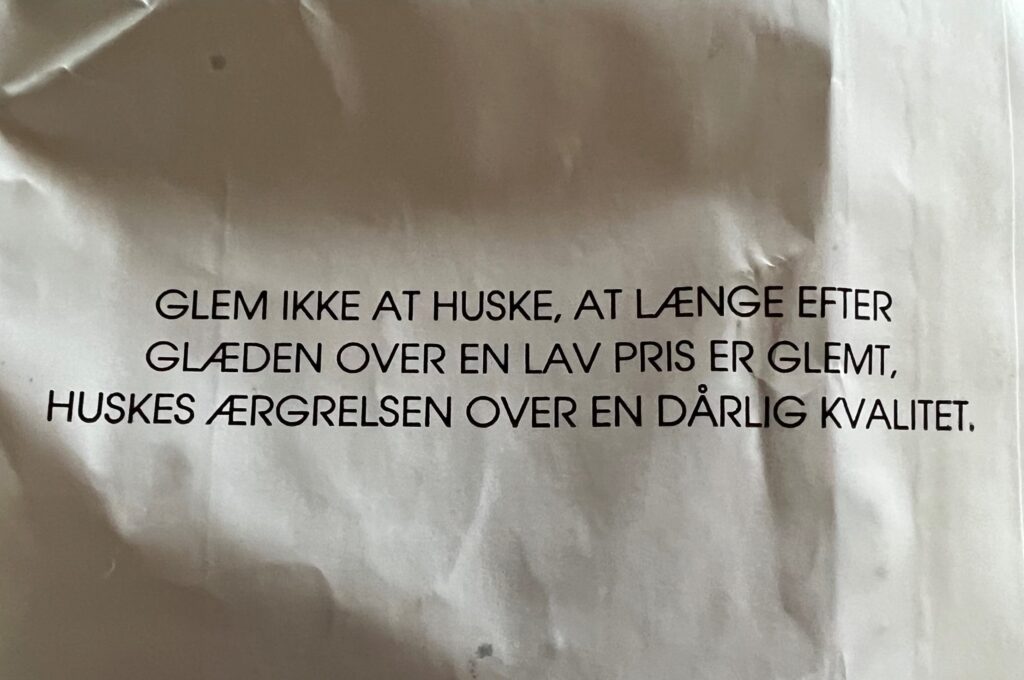 GLEM IKKE AT HUSKE, AT LÆNGE EFTER
GLÆDEN OVER EN LAV PRIS ER GLEMT,
HUSKES ÆRGRELSEN OVER EN DÅRLIG KVALITET.